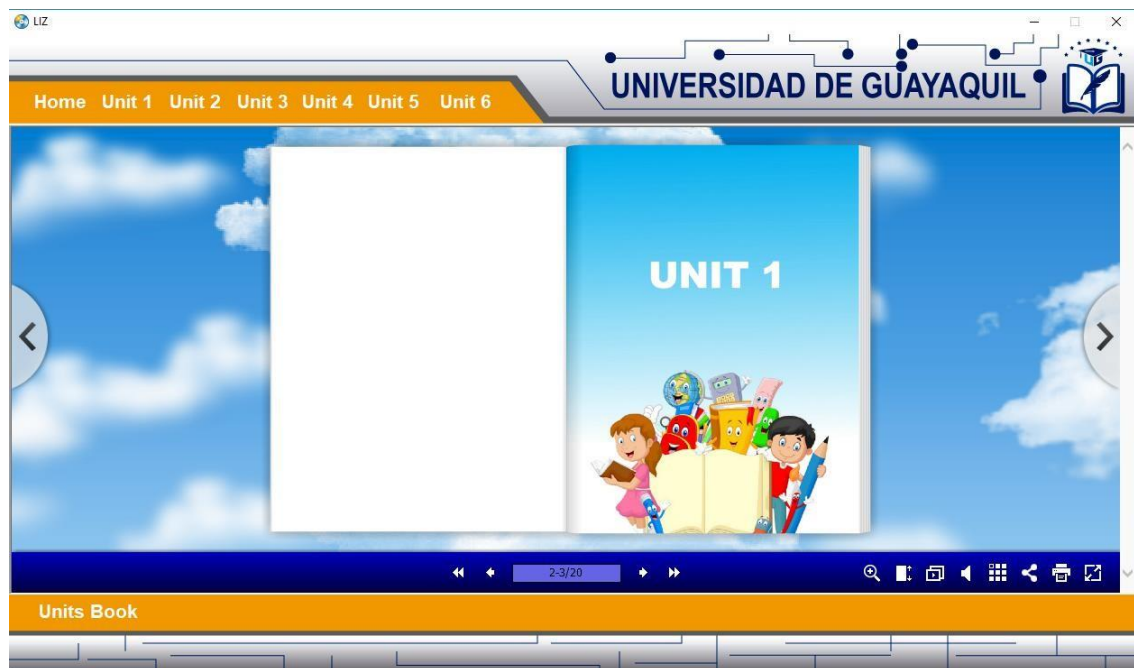 LIZ
UNIVERSIDAD DE GUAYAQUIL
UG
Home Unit 1 Unit 2 Unit 3 Unit 4 Unit 5 Unit 6
UNIT 1
2-3/20
Units Book